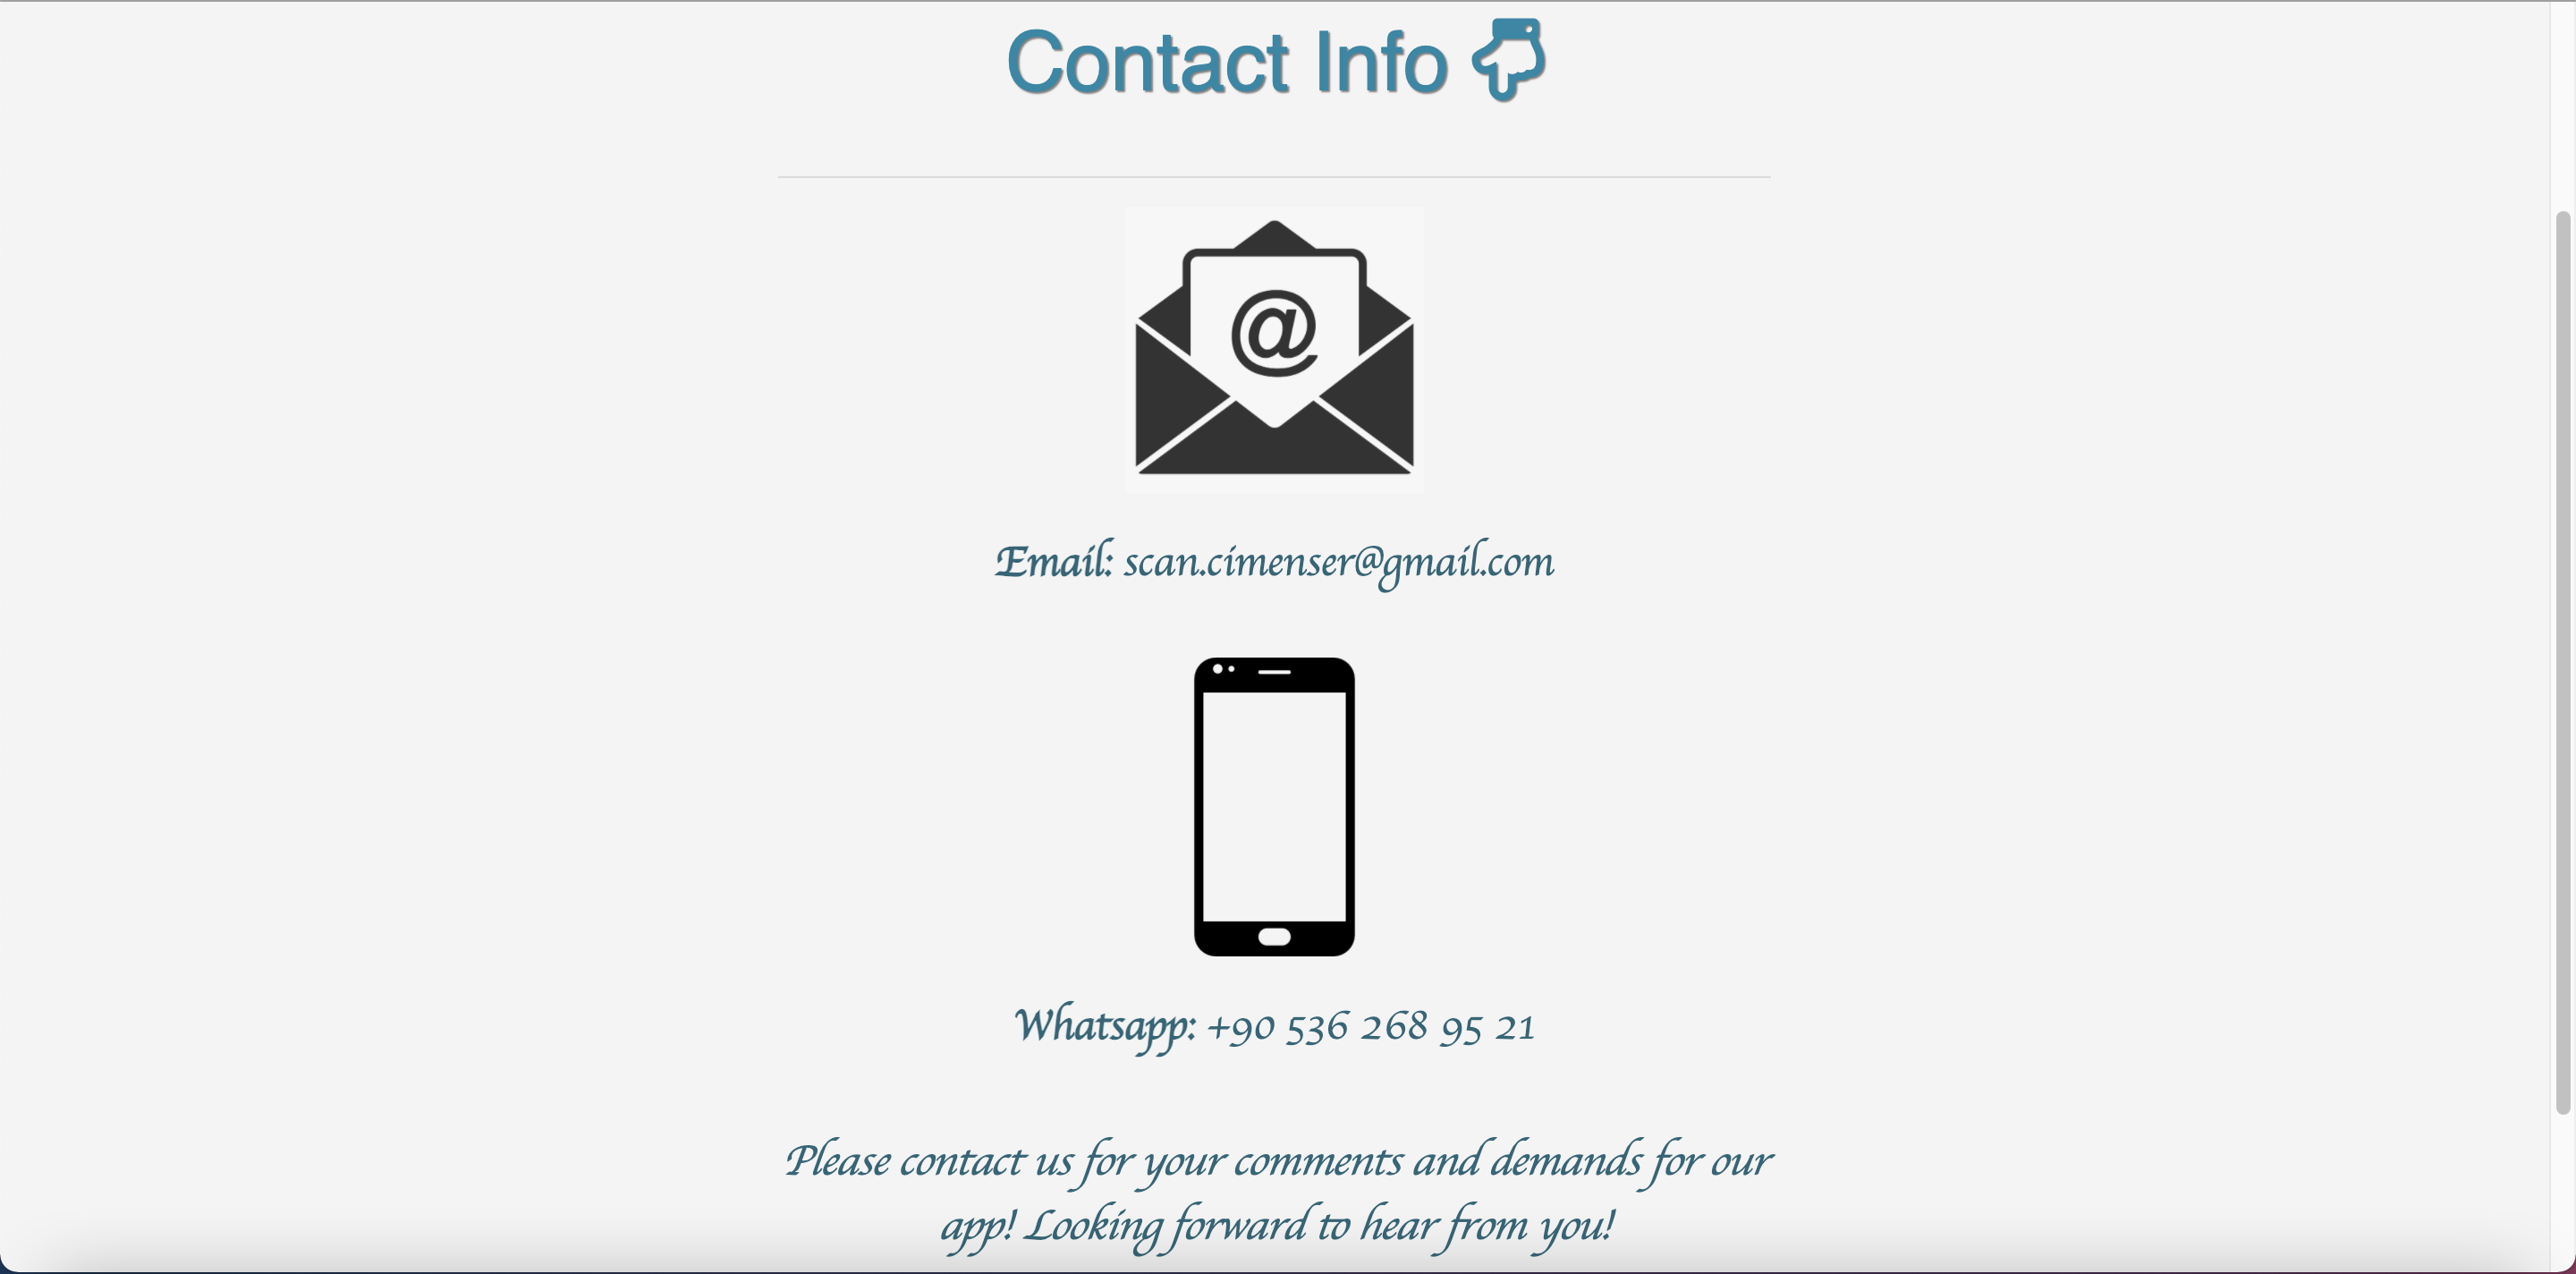 Contact Info
@
Email: scan.cimenser@gmail.com
Whatsapp: +90 536 268 95 21
Please contact us for your comments and demands for our
app! Looking forward to hear from you!